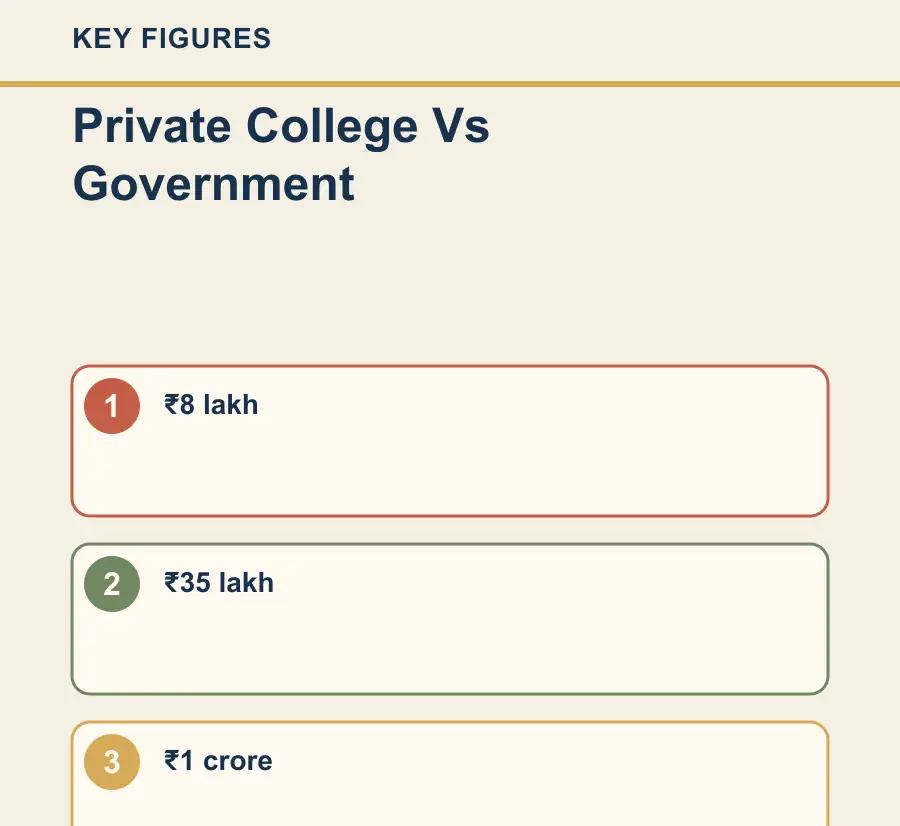 KEY FIGURES
Private College Vs
Government
1 ₹8 lakh
2 ₹35 lakh
3 ₹1 crore